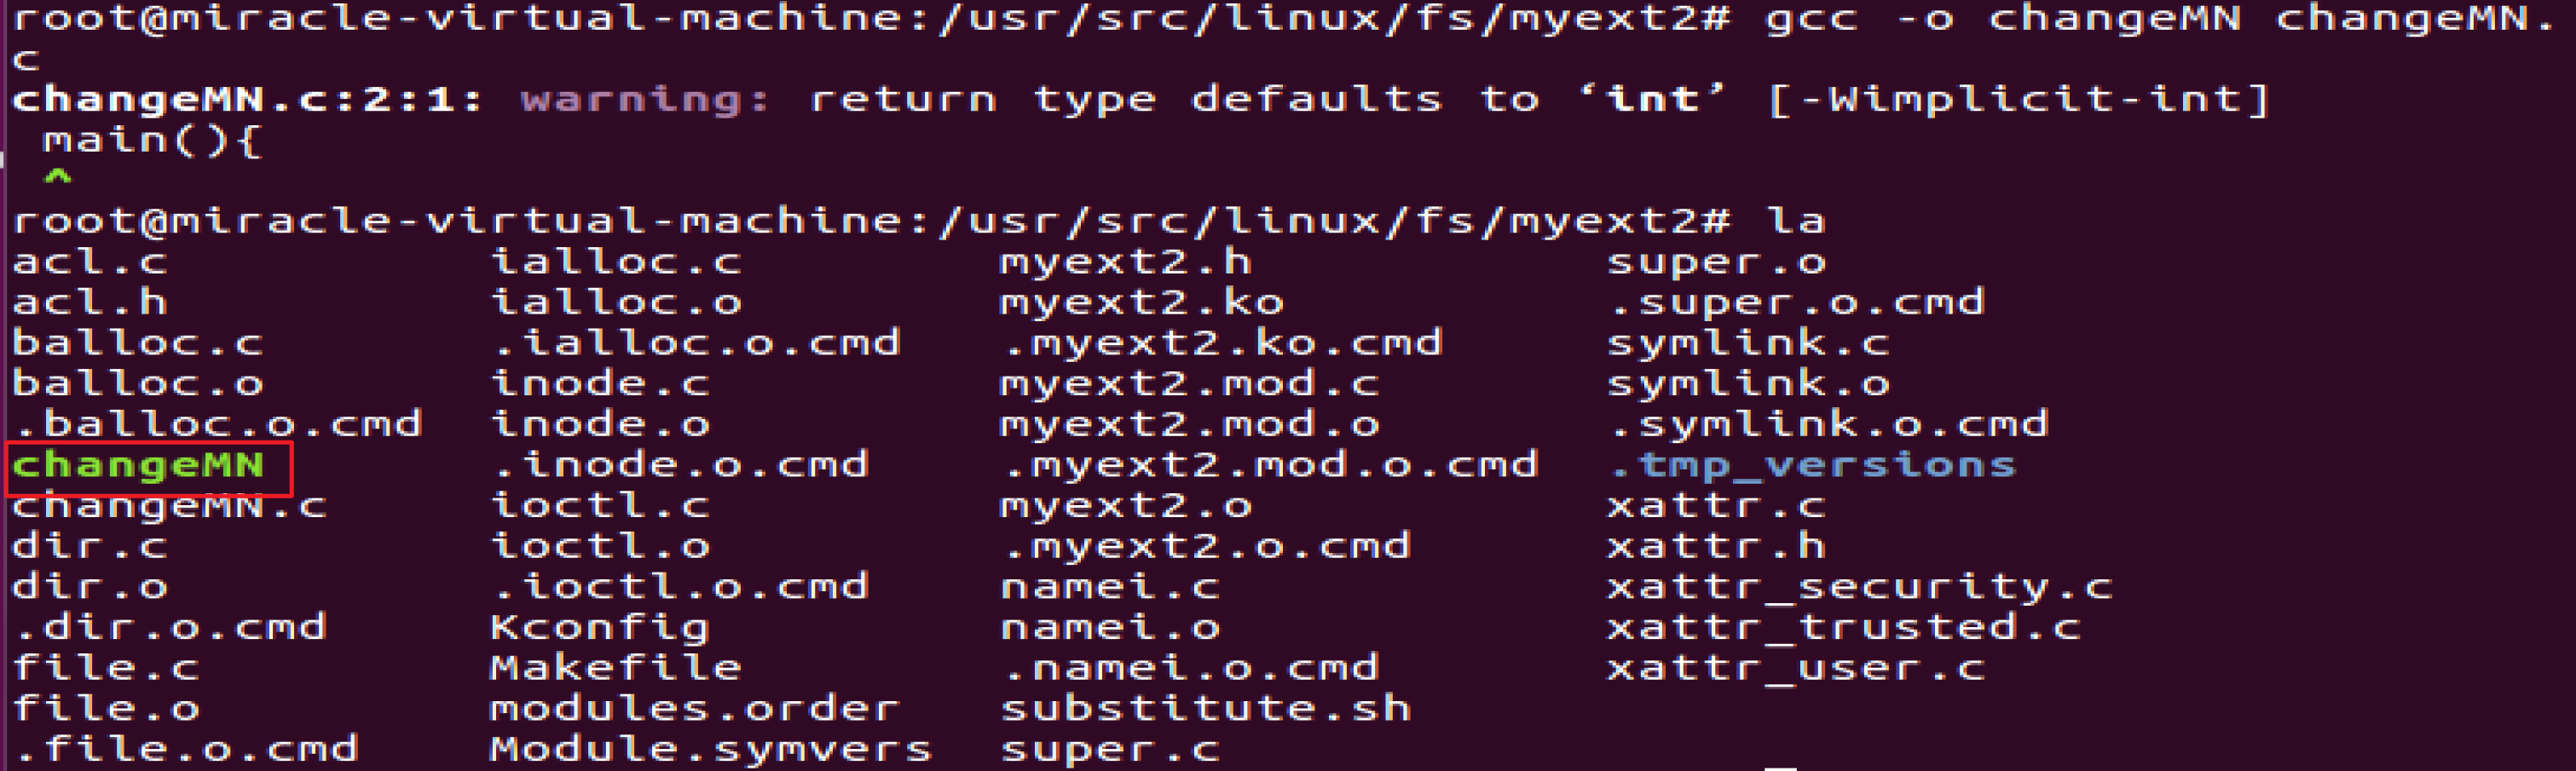 root@miracle-virtual-machine:/usr/src/linux/fs/myext2# gcc -o changeMN changeMN.
c
changeMN.c:2:1: warning: return type defaults to ‘int’ [-Wimplicit-int]
 main(){
 ^
root@miracle-virtual-machine:/usr/src/linux/fs/myext2# la
acl.c ialloc.c myext2.h super.o
acl.h ialloc.o myext2.ko .super.o.cmd
balloc.c .ialloc.o.cmd .myext2.ko.cmd symlink.c
balloc.o inode.c myext2.mod.c symlink.o
.balloc.o.cmd inode.o myext2.mod.o .symlink.o.cmd
changeMN .inode.o.cmd .myext2.mod.o.cmd .tmp_versions
changeMN.c ioctl.c myext2.o xattr.c
dir.c ioctl.o .myext2.o.cmd xattr.h
dir.o .ioctl.o.cmd namei.c xattr_security.c
.dir.o.cmd Kconfig namei.o xattr_trusted.c
file.c Makefile .namei.o.cmd xattr_user.c
file.o modules.order substitute.sh
.file.o.cmd Module.symvers super.c